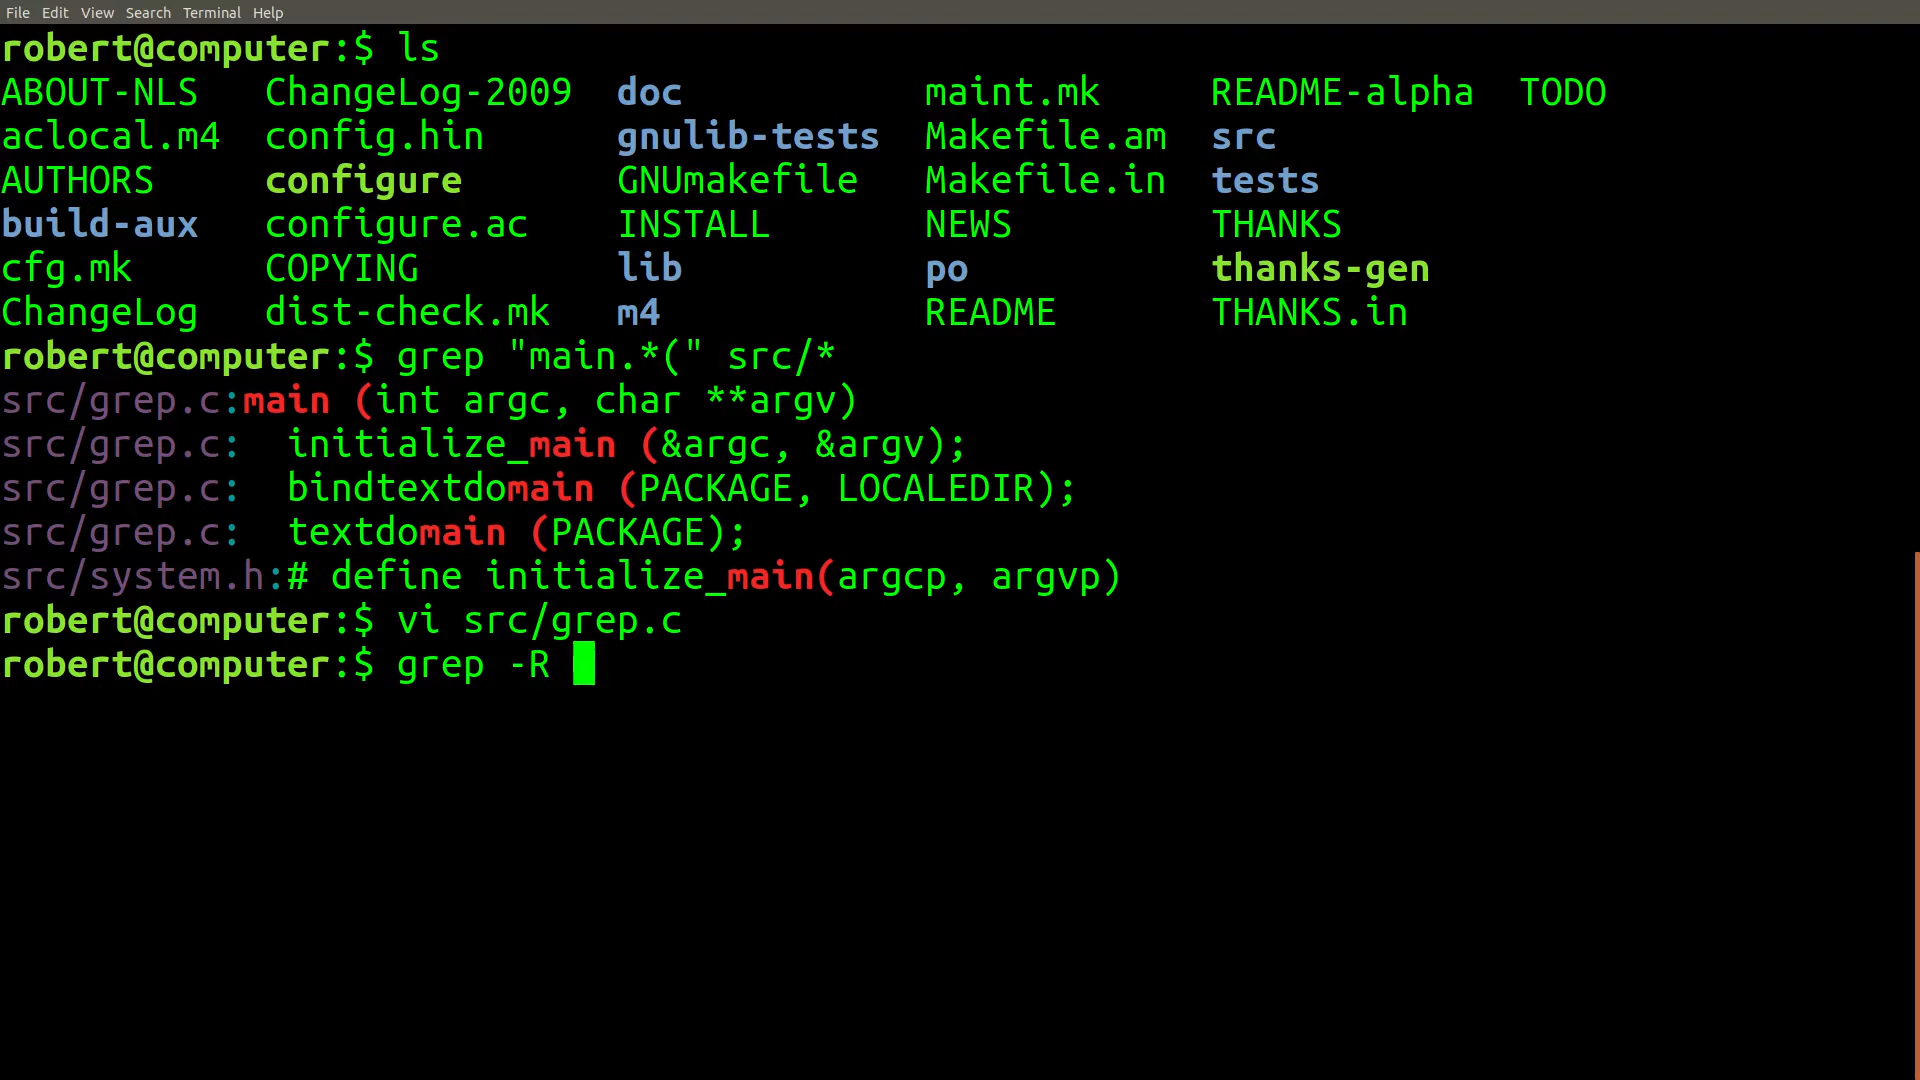 File Edit View Search Terminal Help
robert@computer:$ ls
ABOUT-NLS   ChangeLog-2009  doc           maint.mk     README-alpha  TODO
aclocal.m4  config.hin      gnulib-tests  Makefile.am  src
AUTHORS     configure       GNUmakefile   Makefile.in  tests
build-aux   configure.ac    INSTALL       NEWS         THANKS
cfg.mk      COPYING         lib           po           thanks-gen
ChangeLog   dist-check.mk   m4            README       THANKS.in
robert@computer:$ grep "main.*(" src/*
src/grep.c:main (int argc, char **argv)
src/grep.c:  initialize_main (&argc, &argv);
src/grep.c:  bindtextdomain (PACKAGE, LOCALEDIR);
src/grep.c:  textdomain (PACKAGE);
src/system.h:# define initialize_main(argcp, argvp)
robert@computer:$ vi src/grep.c
robert@computer:$ grep -R